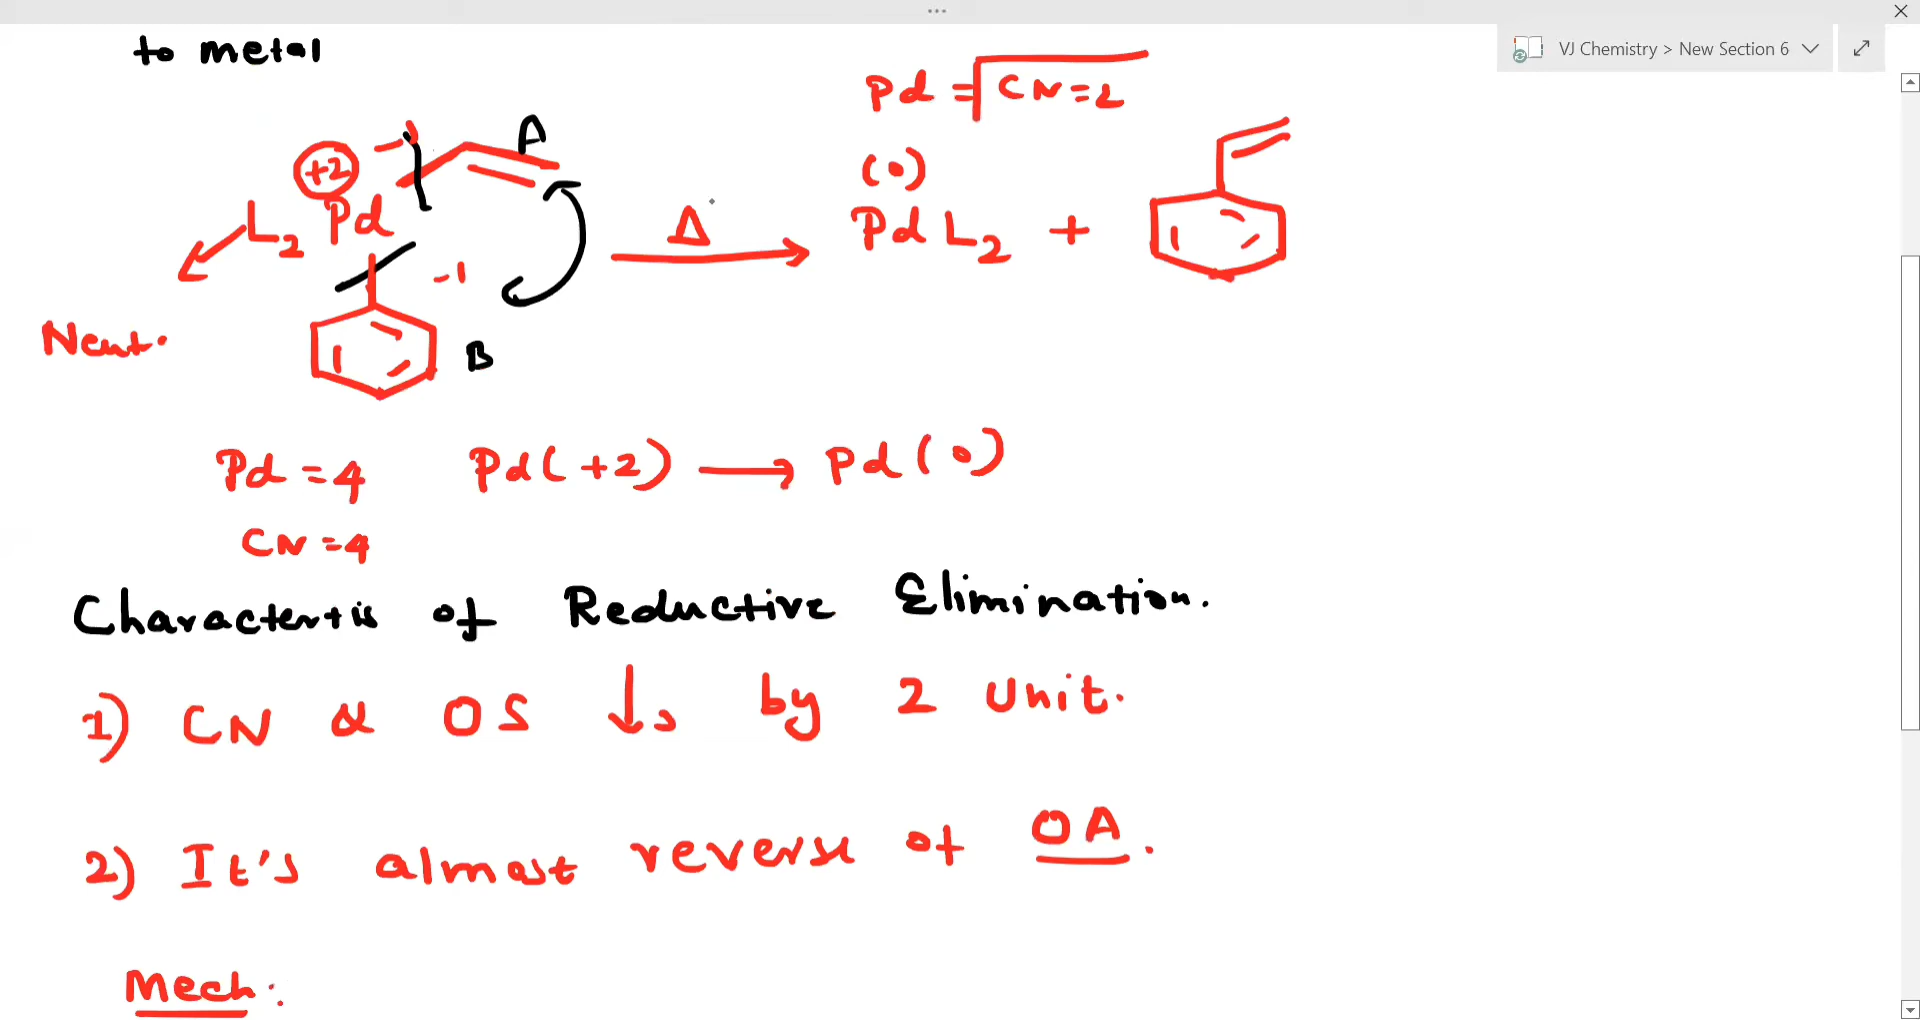 to metal
VJ Chemistry > New Section 6
Pd = CN = 2
A
+2 -1
(0)
L2 Pd
Δ
Pd L2 +
-1
Neut.
B
Pd = 4 Pd(+2) → Pd(0)
CN = 4
of Reductive Elimination.
1) CN & OS ↓s by 2 Unit.
2) It's almost reverse of OA.
Mech: